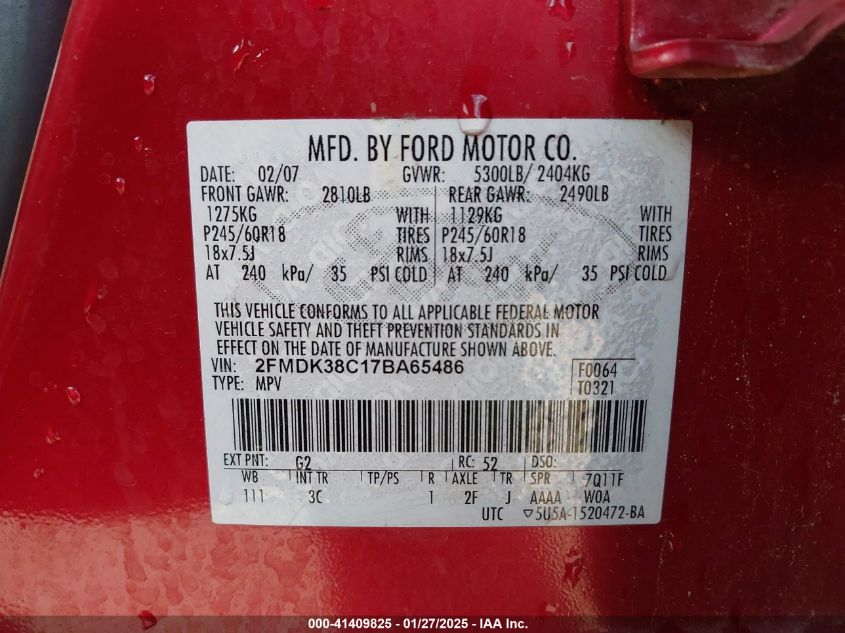 MFD. BY FORD MOTOR CO.
DATE: 02/07 GVWR: 5300LB/ 2404KG
FRONT GAWR: 2810LB REAR GAWR: 2490LB
1275KG WITH 1129KG WITH
P245/60R18 TIRES P245/60R18 TIRES
18x7.5J RIMS 18x7.5J RIMS
AT 240 kPa/ 35 PSI COLD AT 240 kPa/ 35 PSI COLD
THIS VEHICLE CONFORMS TO ALL APPLICABLE FEDERAL MOTOR
VEHICLE SAFETY AND THEFT PREVENTION STANDARDS IN
EFFECT ON THE DATE OF MANUFACTURE SHOWN ABOVE.
VIN: 2FMDK38C17BA65486 F0064
TYPE: MPV T0321
EXT PNT: G2 RC: 52 DSO:
WB INT TR TP/PS R AXLE TR SPR 7Q11F
111 3C 1 2F J AAAA W0A
UTC ▽5U5A-1520472-BA
000-41409825 - 01/27/2025 - IAA Inc.